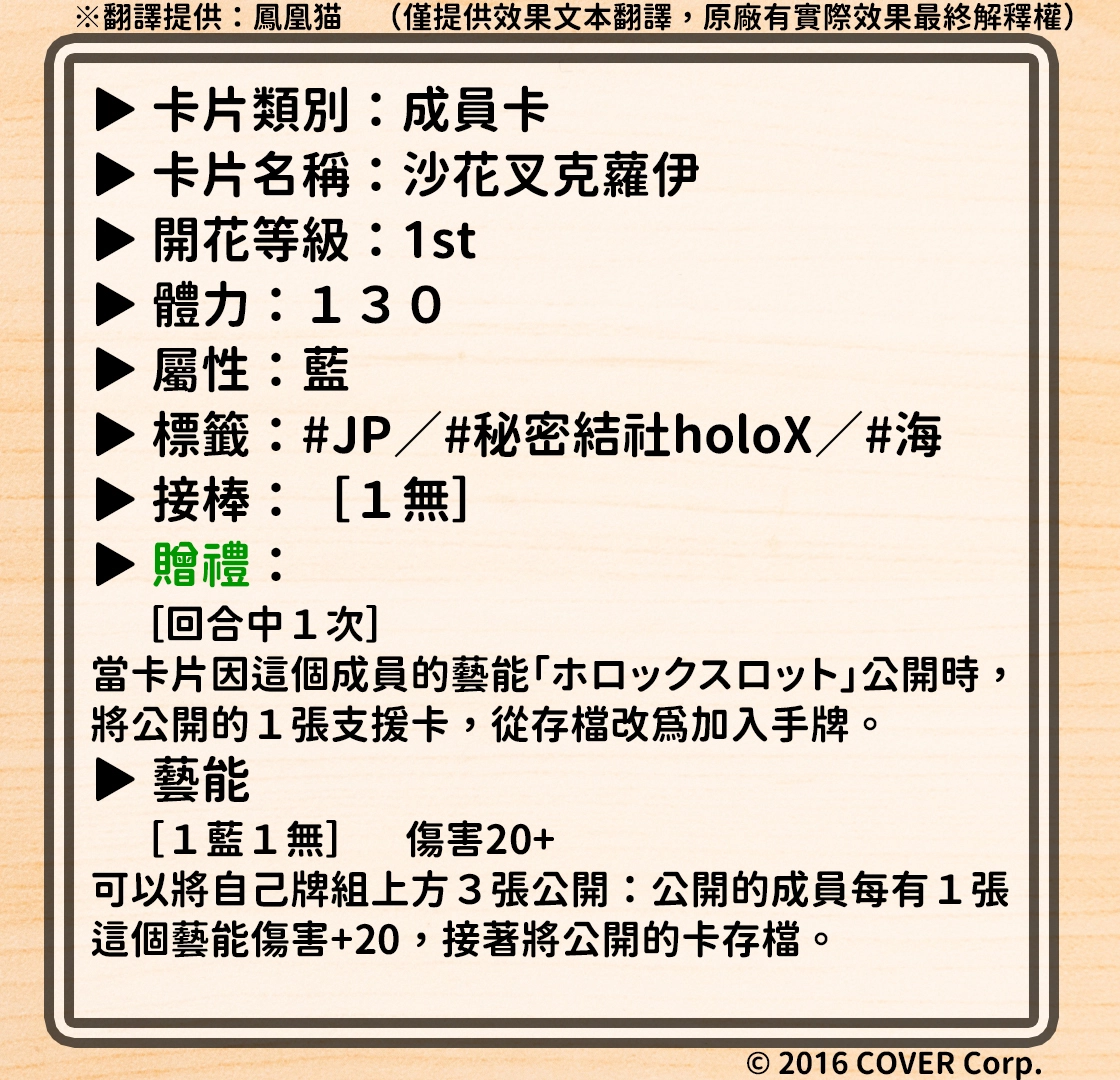 ※翻譯提供：鳳凰猫 （僅提供效果文本翻譯，原廠有實際效果最終解釋權）
▶ 卡片類別：成員卡
▶ 卡片名稱：沙花叉克蘿伊
▶ 開花等級：1st
▶ 體力：１３０
▶ 屬性：藍
▶ 標籤：#JP／#秘密結社holoX／#海
▶ 接棒：［１無］
▶ 贈禮：
［回合中１次］
當卡片因這個成員的藝能「ホロックスロット」公開時，
將公開的１張支援卡，從存檔改爲加入手牌。
▶ 藝能
［１藍１無］ 傷害20+
可以將自己牌組上方３張公開：公開的成員每有１張
這個藝能傷害+20，接著將公開的卡存檔。
© 2016 COVER Corp.